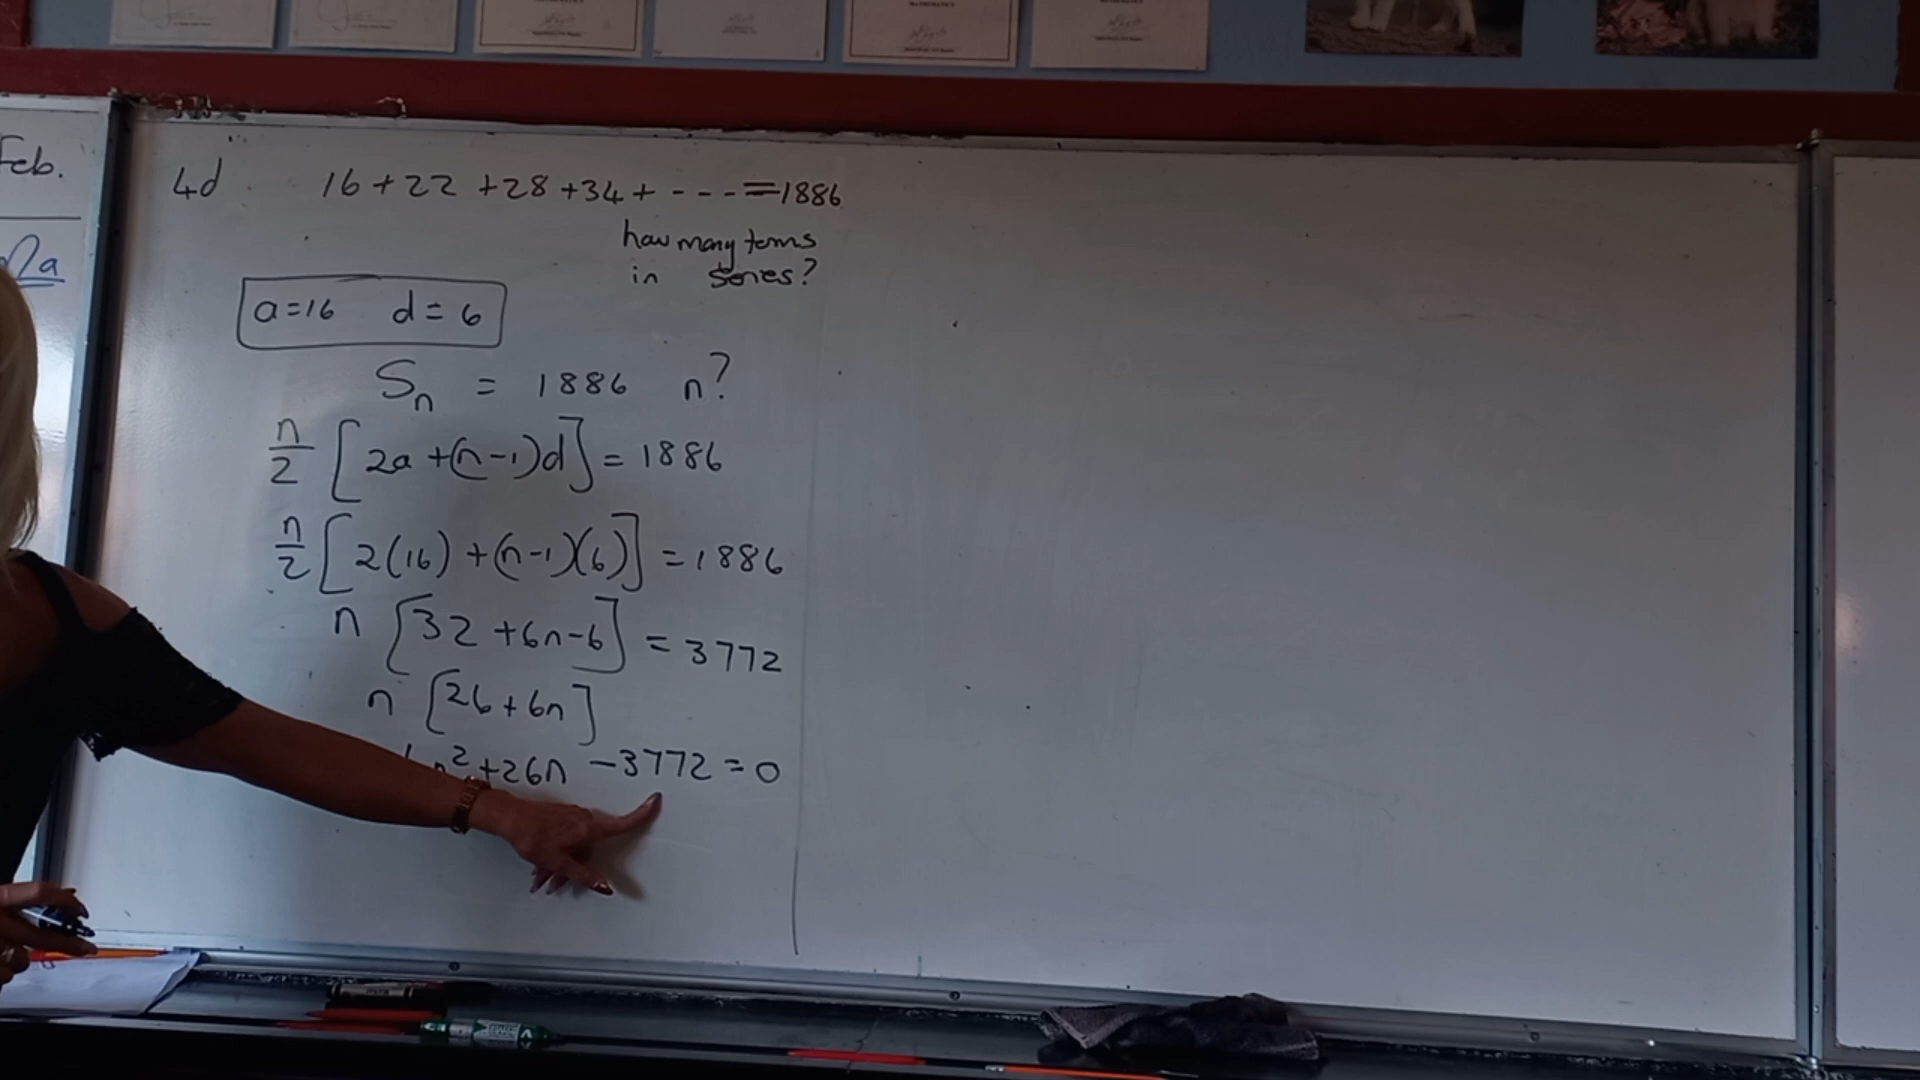 Feb.
4d 16 + 22 + 28 + 34 + - - - = 1886
how many terms
in series?
a = 16 d = 6
Sn = 1886 n?
n/2 [2a + (n-1)d] = 1886
n/2 [2(16) + (n-1)(6)] = 1886
n [32 + 6n - 6] = 3772
n [26 + 6n]
n² + 26n - 3772 = 0